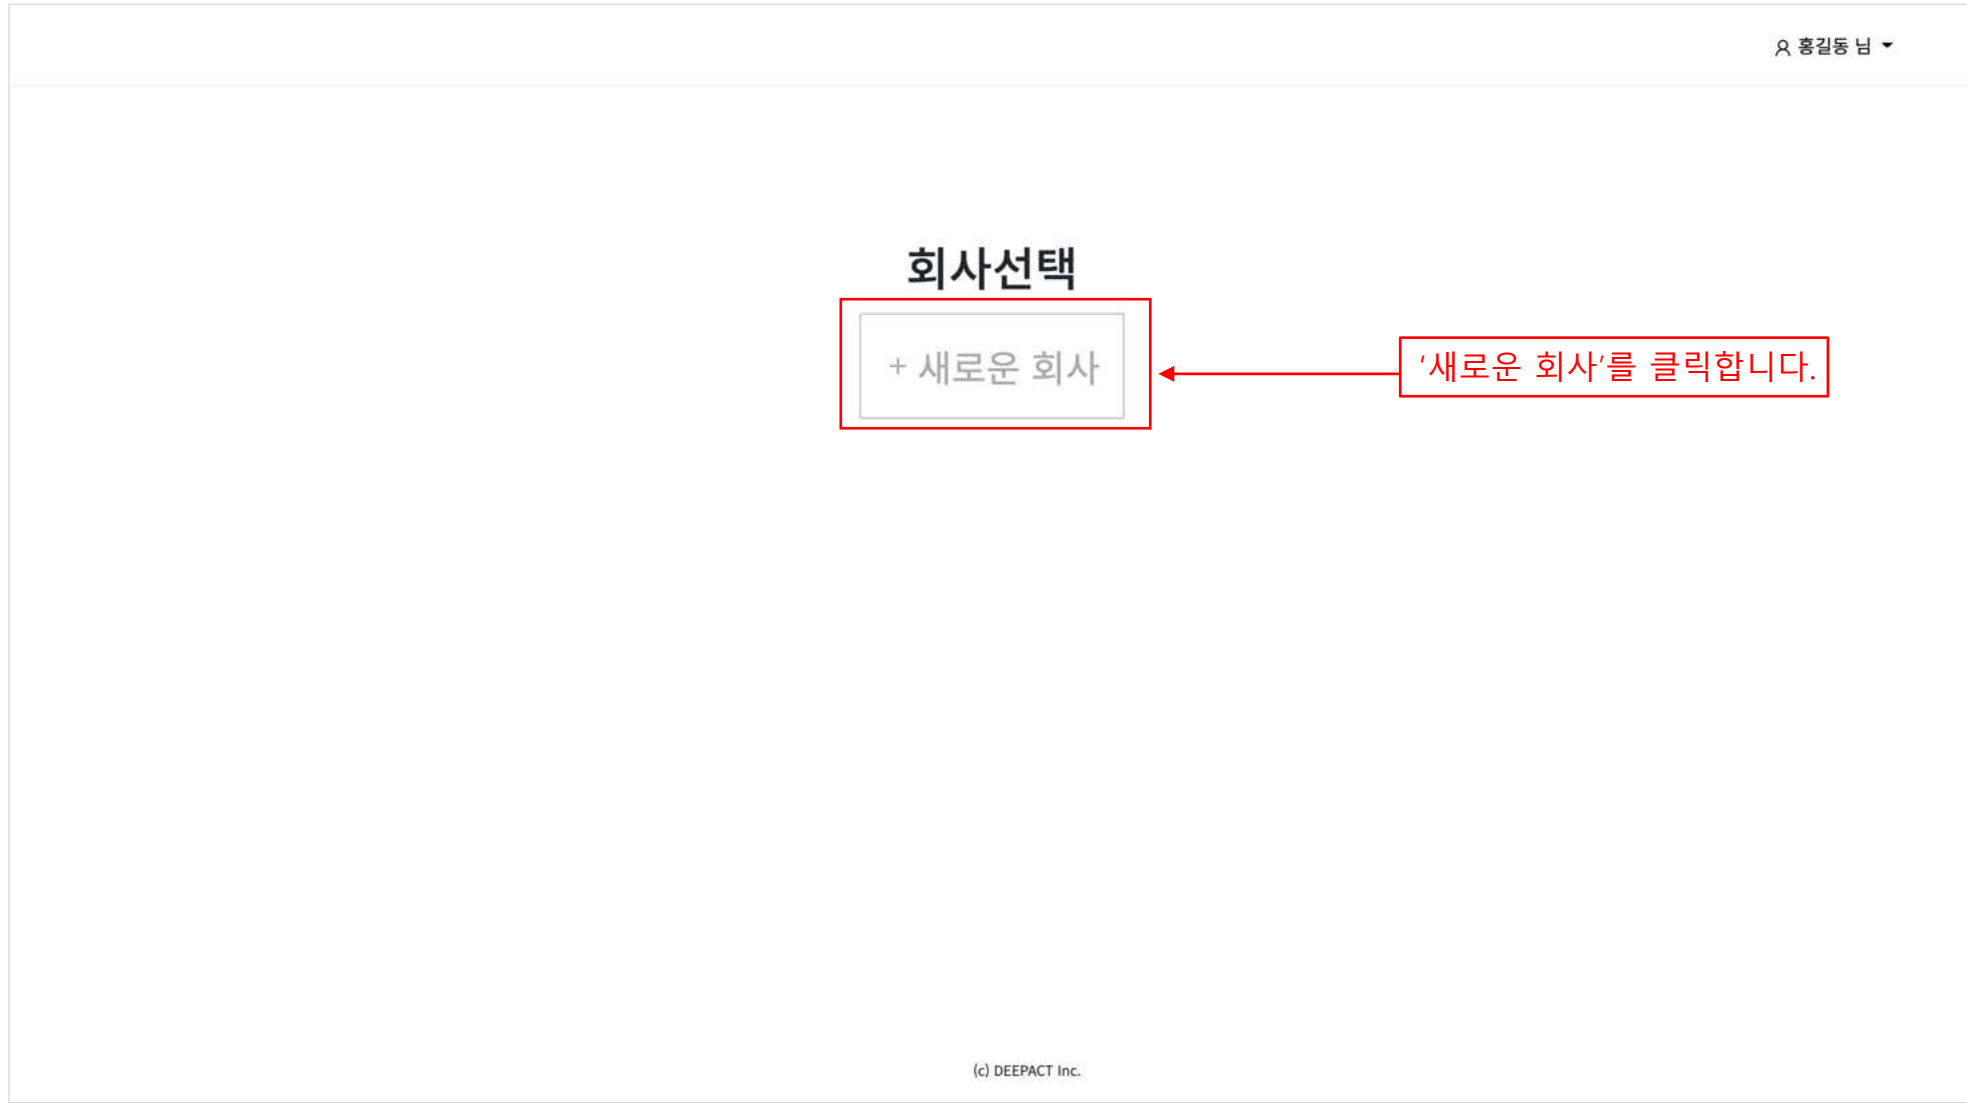 홍길동 님
회사선택
+ 새로운 회사
‘새로운 회사’를 클릭합니다.
(c) DEEPACT Inc.